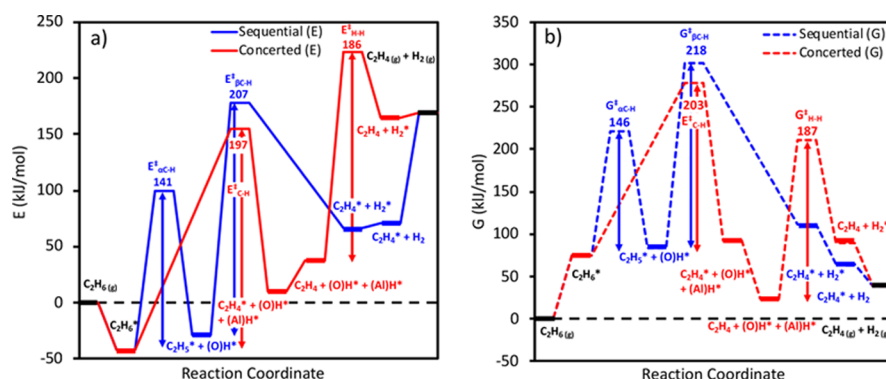 a)
Sequential (E)
Concerted (E)
E‡H-H
186
C₂H₄ (g) + H₂ (g)
E‡βC-H
207
E‡αC-H
141
197
E‡C-H
C₂H₄ + H₂*
C₂H₄* + H₂*
C₂H₄* + H₂
C₂H₆ (g)
C₂H₆*
C₂H₄ + (O)H* + (Al)H*
C₂H₄* + (O)H*
+ (Al)H*
C₂H₅* + (O)H*
250
200
150
100
50
0
-50
E (kJ/mol)
Reaction Coordinate
b)
Sequential (G)
Concerted (G)
G‡βC-H
218
G‡αC-H
146
203
E‡C-H
G‡H-H
187
C₂H₄ + H₂*
C₂H₅* + (O)H*
C₂H₆*
C₂H₄* + (O)H*
+ (Al)H*
C₂H₄* + H₂*
C₂H₄* + H₂
C₂H₆ (g)
C₂H₄ + (O)H* + (Al)H*
C₂H₄ (g) + H₂ (g)
350
300
250
200
150
100
50
0
-50
G (kJ/mol)
Reaction Coordinate